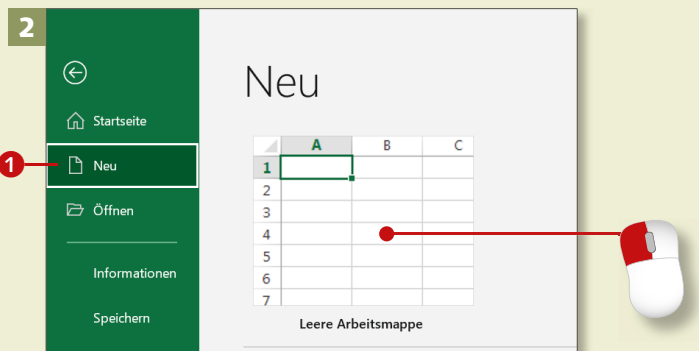 2
Startseite
1
Neu
Öffnen
Informationen
Speichern
Neu
A B C
1
2
3
4
5
6
7
Leere Arbeitsmappe